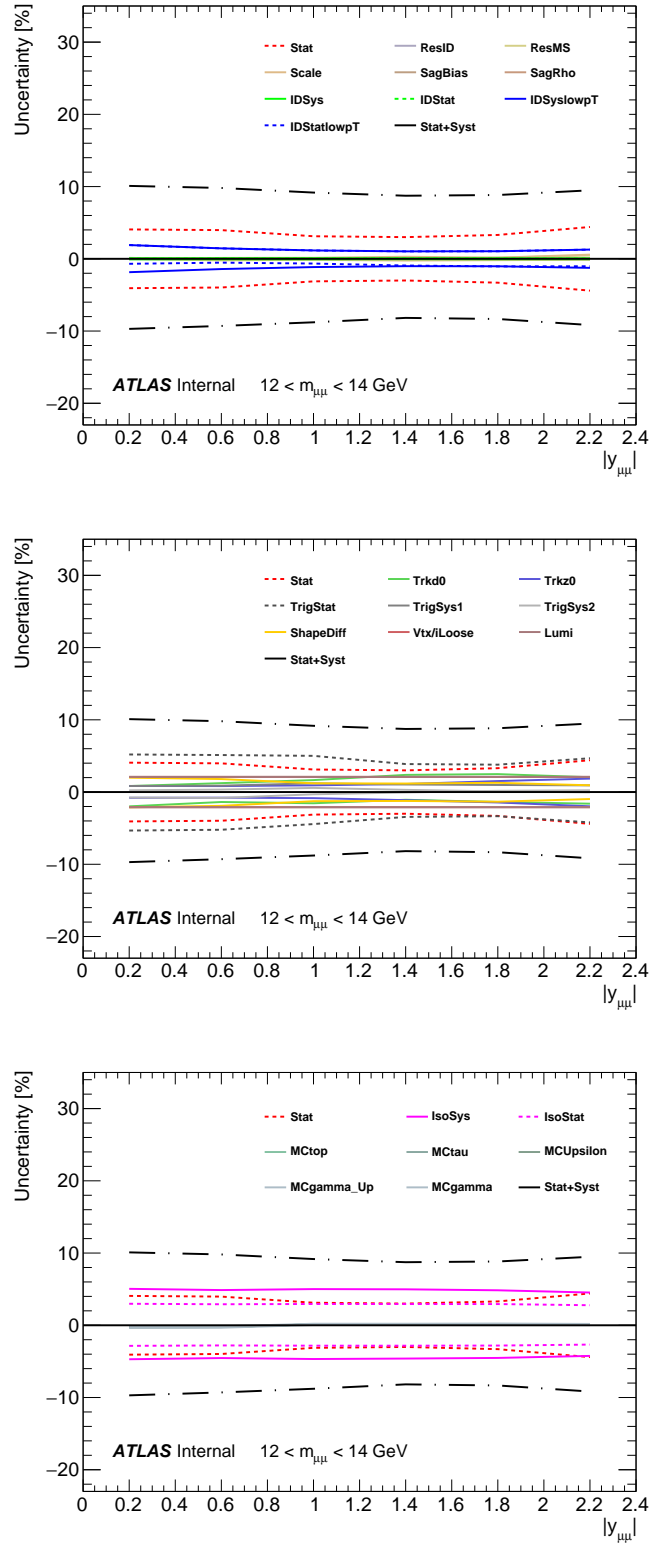 Uncertainty [%]
30
Stat ResID ResMS
Scale SagBias SagRho
20
IDSys IDStat IDSyslowpT
IDStatlowpT Stat+Syst
10
0
−10
ATLAS Internal 12 < mμμ < 14 GeV
−20
0 0.2 0.4 0.6 0.8 1 1.2 1.4 1.6 1.8 2 2.2 2.4
|yμμ|
Uncertainty [%]
30
Stat Trkd0 Trkz0
TrigStat TrigSys1 TrigSys2
20
ShapeDiff Vtx/iLoose Lumi
Stat+Syst
10
0
−10
ATLAS Internal 12 < mμμ < 14 GeV
−20
0 0.2 0.4 0.6 0.8 1 1.2 1.4 1.6 1.8 2 2.2 2.4
|yμμ|
Uncertainty [%]
30
Stat IsoSys IsoStat
MCtop MCtau MCUpsilon
20
MCgamma_Up MCgamma Stat+Syst
10
0
−10
ATLAS Internal 12 < mμμ < 14 GeV
−20
0 0.2 0.4 0.6 0.8 1 1.2 1.4 1.6 1.8 2 2.2 2.4
|yμμ|